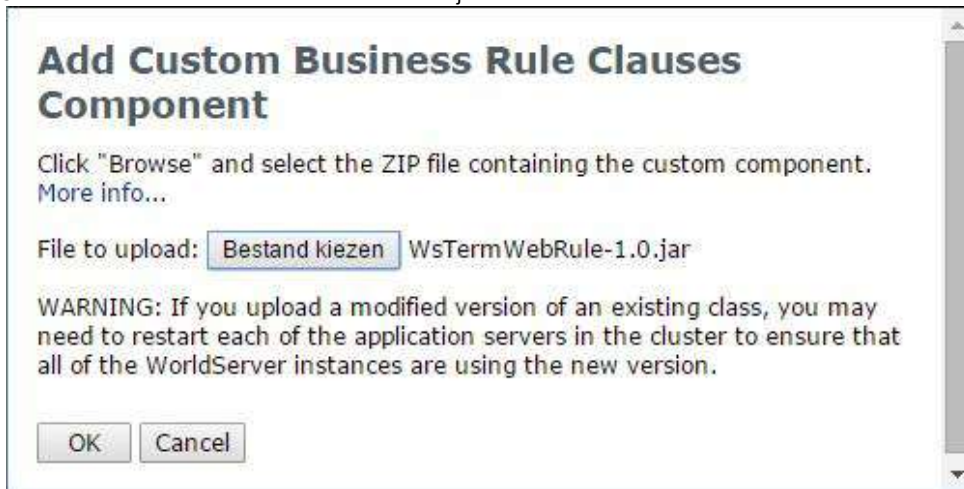 Add Custom Business Rule Clauses
Component
Click "Browse" and select the ZIP file containing the custom component.
More info...
File to upload: Bestand kiezen WsTermWebRule-1.0.jar
WARNING: If you upload a modified version of an existing class, you may
need to restart each of the application servers in the cluster to ensure that
all of the WorldServer instances are using the new version.
OK Cancel